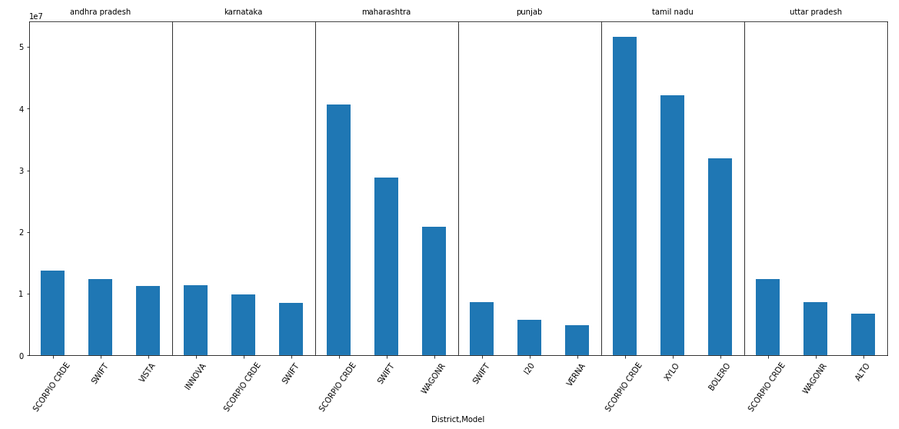 andhra pradesh karnataka maharashtra punjab tamil nadu uttar pradesh
1e7
5
4
3
2
1
0
SCORPIO CRDE SWIFT VISTA INNOVA SCORPIO CRDE SWIFT SCORPIO CRDE SWIFT WAGONR SWIFT I20 VERNA SCORPIO CRDE XYLO BOLERO SCORPIO CRDE WAGONR ALTO
District,Model